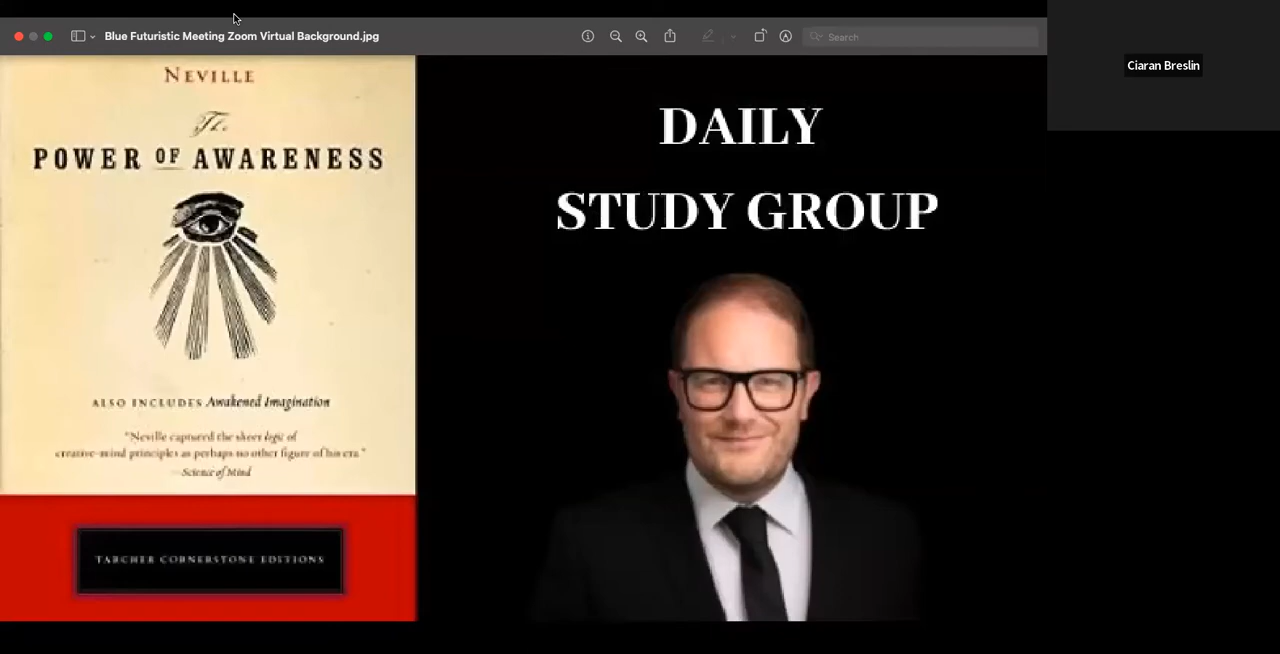 Blue Futuristic Meeting Zoom Virtual Background.jpg
Search
Ciaran Breslin
NEVILLE
The
POWER OF AWARENESS
ALSO INCLUDES Awakened Imagination
"Neville captured the sheer logic of
creative-mind principles as perhaps no other figure of his era."
—Science of Mind
TARCHER CORNERSTONE EDITIONS
DAILY
STUDY GROUP